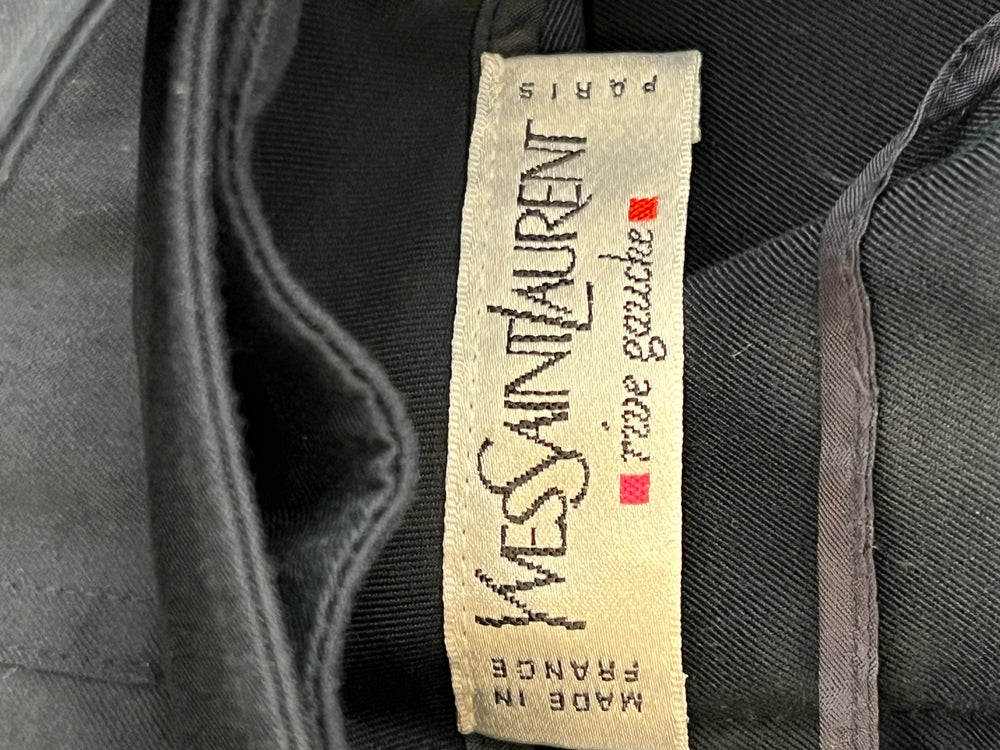 MADE IN
FRANCE
YVESSAINTLAURENT
rive gauche
PARIS